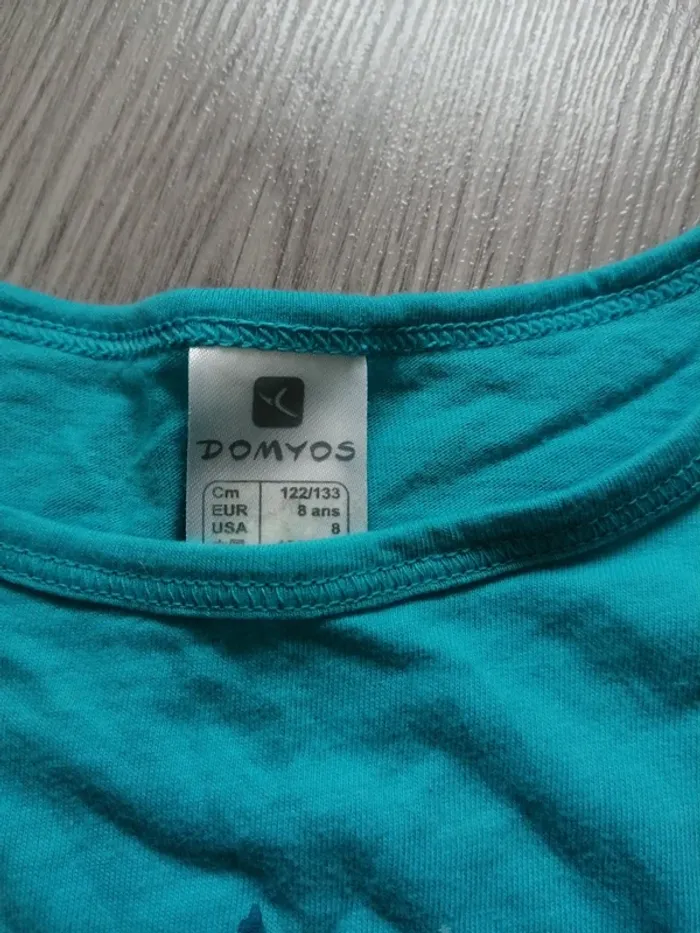 DOMYOS
Cm 122/133
EUR 8 ans
USA 8